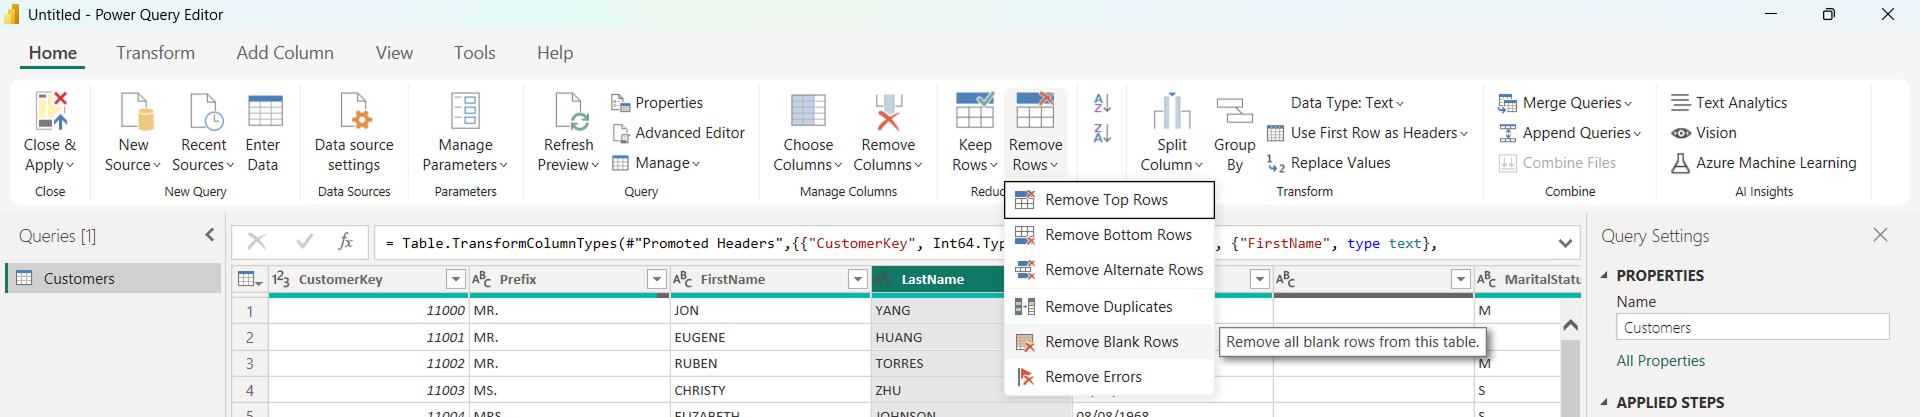 Untitled - Power Query Editor
Home Transform Add Column View Tools Help
Close & Apply
Close
New Source
Recent Sources
Enter Data
New Query
Data source settings
Data Sources
Manage Parameters
Parameters
Refresh Preview
Properties
Advanced Editor
Manage
Query
Choose Columns
Remove Columns
Manage Columns
Keep Rows
Remove Rows
Reduc
Split Column
Group By
Data Type: Text
Use First Row as Headers
Replace Values
Transform
Merge Queries
Append Queries
Combine Files
Combine
Text Analytics
Vision
Azure Machine Learning
AI Insights
Remove Top Rows
Remove Bottom Rows
Remove Alternate Rows
Remove Duplicates
Remove Blank Rows
Remove Errors
Remove all blank rows from this table.
Queries [1]
Customers
fx
= Table.TransformColumnTypes(#"Promoted Headers",{{"CustomerKey", Int64.Typ , {"FirstName", type text},
CustomerKey Prefix FirstName LastName MaritalStatu
1 11000 MR. JON YANG M
2 11001 MR. EUGENE HUANG
3 11002 MR. RUBEN TORRES M
4 11003 MS. CHRISTY ZHU S
5 11004 MRS. ELIZABETH JOHNSON 08/08/1968 S
Query Settings
PROPERTIES
Name
Customers
All Properties
APPLIED STEPS